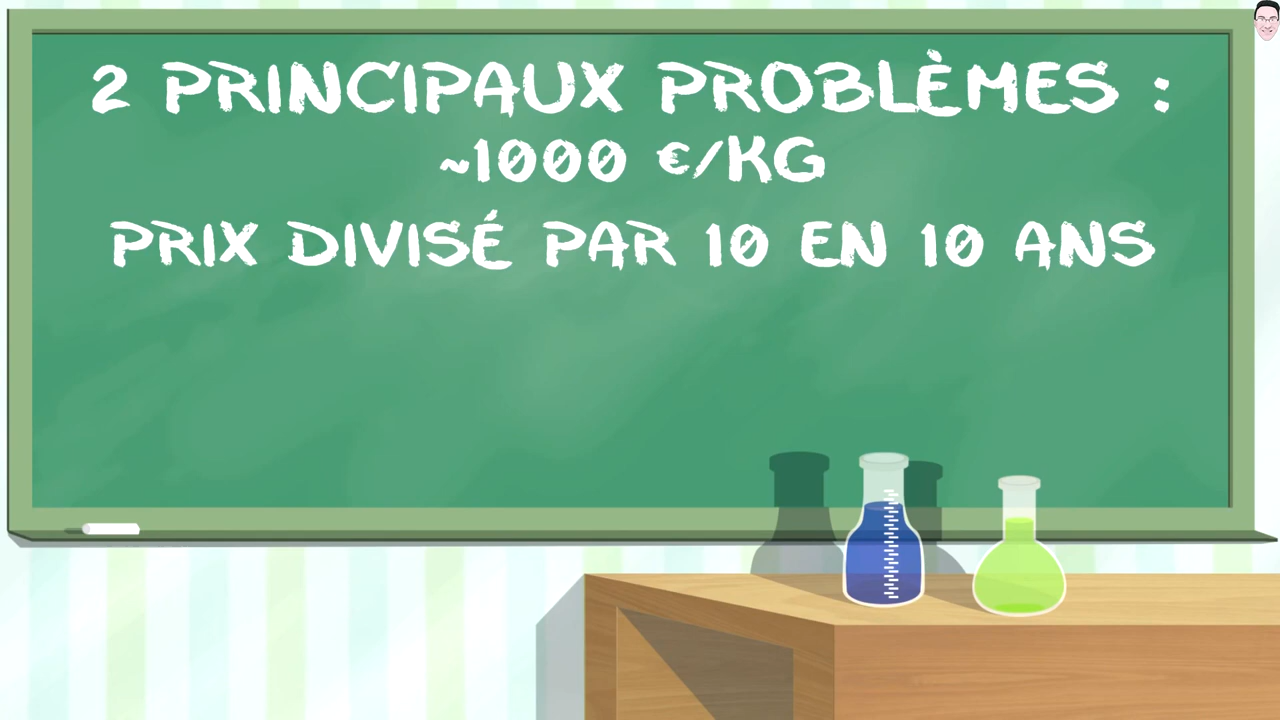 2 PRINCIPAUX PROBLÈMES :
~1000 €/KG
PRIX DIVISÉ PAR 10 EN 10 ANS